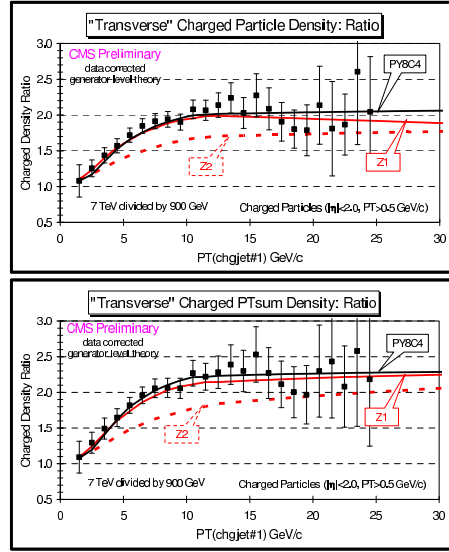 "Transverse" Charged Particle Density: Ratio
3.0
2.5
2.0
1.5
1.0
0.5
Charged Density Ratio
CMS Preliminary
data corrected
generator level theory
PY8C4
Z2
Z1
7 TeV divided by 900 GeV
Charged Particles (|η|<2.0, PT>0.5 GeV/c)
0 5 10 15 20 25 30
PT(chgjet#1) GeV/c
"Transverse" Charged PTsum Density: Ratio
3.0
2.5
2.0
1.5
1.0
0.5
Charged Density Ratio
CMS Preliminary
data corrected
generator level theory
PY8C4
Z2
Z1
7 TeV divided by 900 GeV
Charged Particles (|η|<2.0, PT>0.5 GeV/c)
0 5 10 15 20 25 30
PT(chgjet#1) GeV/c